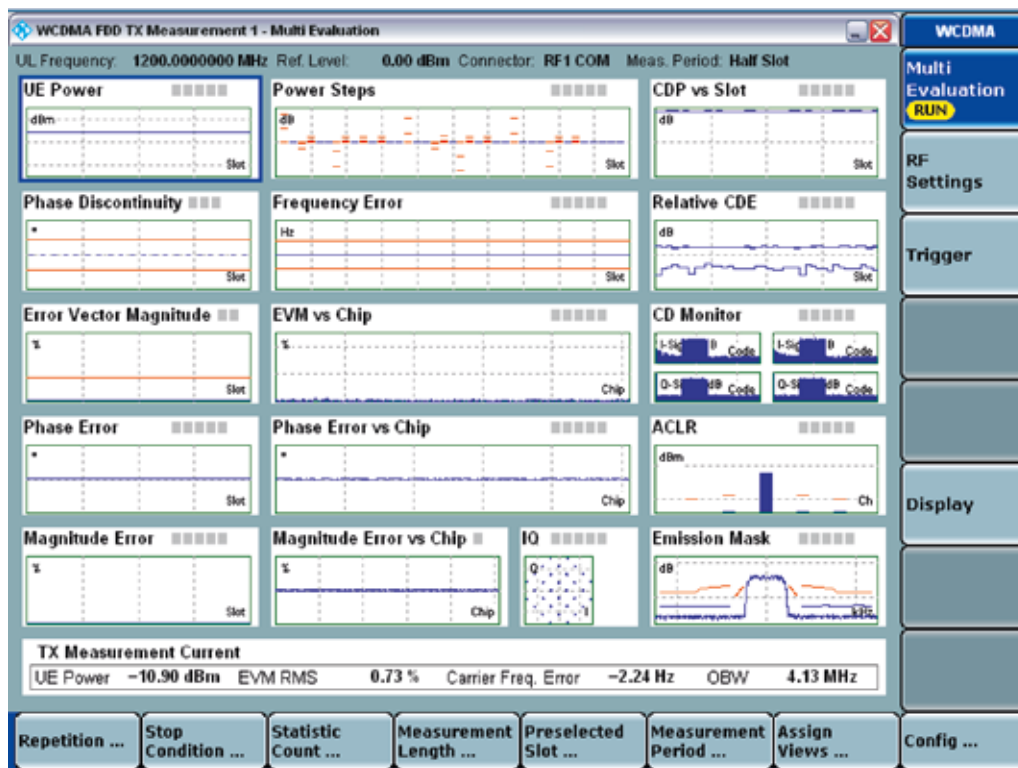 WCDMA FDD TX Measurement 1 - Multi Evaluation
UL Frequency: 1200.0000000 MHz Ref. Level: 0.00 dBm Connector: RF1 COM Meas. Period: Half Slot
UE Power
dBm
Slot
Power Steps
dB
Slot
CDP vs Slot
dB
Slot
Phase Discontinuity
°
Slot
Frequency Error
Hz
Slot
Relative CDE
dB
Slot
Error Vector Magnitude
%
Slot
EVM vs Chip
%
Chip
CD Monitor
Code
Code
dB Code
dB Code
Phase Error
°
Slot
Phase Error vs Chip
°
Chip
ACLR
dBm
Ch
Magnitude Error
%
Slot
Magnitude Error vs Chip
%
Chip
IQ
Q
I
Emission Mask
dB
kHz
TX Measurement Current
UE Power -10.90 dBm EVM RMS 0.73 % Carrier Freq. Error -2.24 Hz OBW 4.13 MHz
WCDMA
Multi
Evaluation
RUN
RF
Settings
Trigger
Display
Repetition ...
Stop
Condition ...
Statistic
Count ...
Measurement
Length ...
Preselected
Slot ...
Measurement
Period ...
Assign
Views ...
Config ...